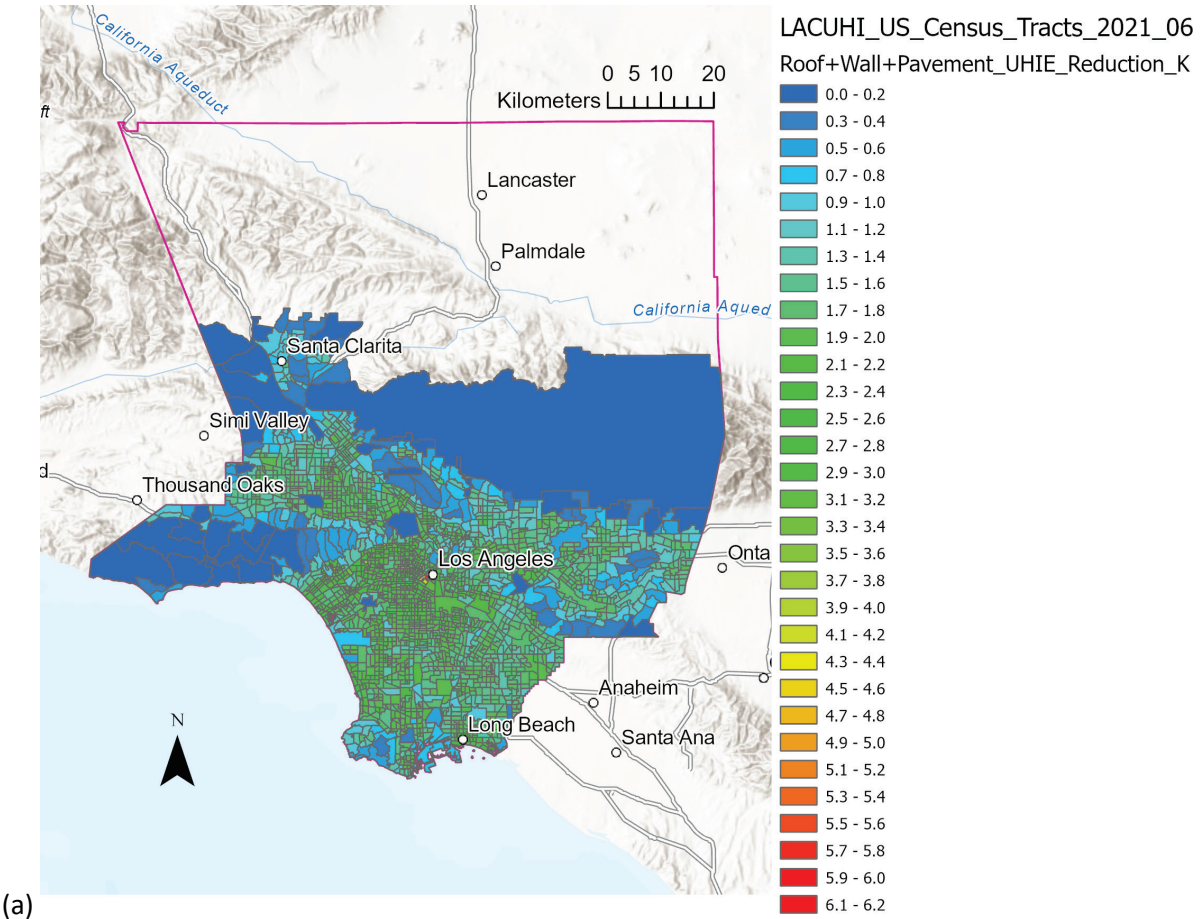 LACUHI_US_Census_Tracts_2021_06
Roof+Wall+Pavement_UHIE_Reduction_K
0.0 - 0.2
0.3 - 0.4
0.5 - 0.6
0.7 - 0.8
0.9 - 1.0
1.1 - 1.2
1.3 - 1.4
1.5 - 1.6
1.7 - 1.8
1.9 - 2.0
2.1 - 2.2
2.3 - 2.4
2.5 - 2.6
2.7 - 2.8
2.9 - 3.0
3.1 - 3.2
3.3 - 3.4
3.5 - 3.6
3.7 - 3.8
3.9 - 4.0
4.1 - 4.2
4.3 - 4.4
4.5 - 4.6
4.7 - 4.8
4.9 - 5.0
5.1 - 5.2
5.3 - 5.4
5.5 - 5.6
5.7 - 5.8
5.9 - 6.0
6.1 - 6.2
California Aqueduct
0 5 10 20
Kilometers
ft
Lancaster
Palmdale
California Aqued
Santa Clarita
Simi Valley
d
Thousand Oaks
Los Angeles
Onta
Anaheim
Long Beach
Santa Ana
N
(a)